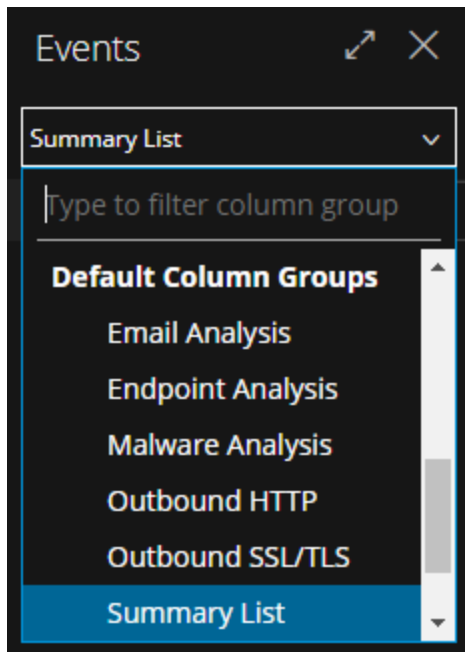 Events
Summary List
Type to filter column group
Default Column Groups
Email Analysis
Endpoint Analysis
Malware Analysis
Outbound HTTP
Outbound SSL/TLS
Summary List